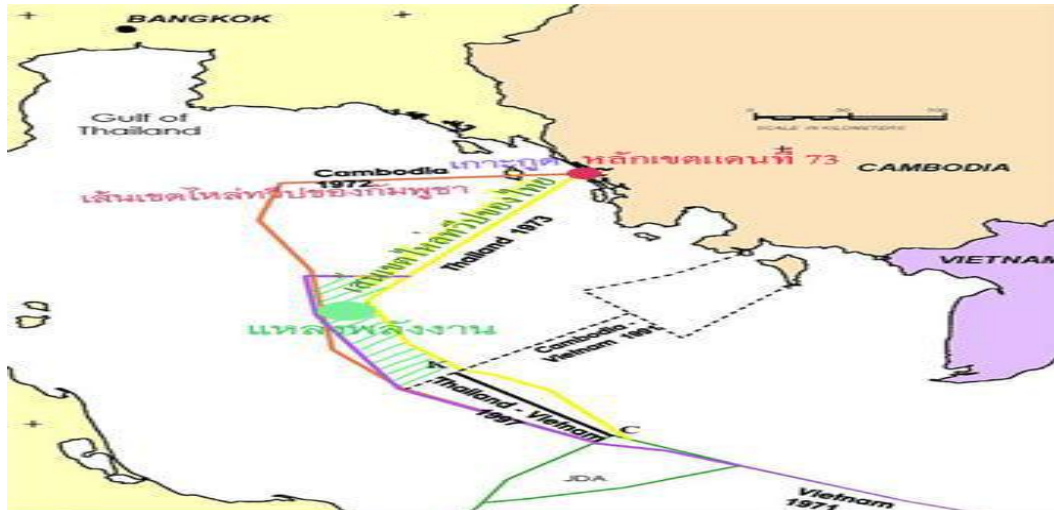 BANGKOK
Gulf of
Thailand
SCALE IN KILOMETERS
เกาะกูด
หลักเขตแดนที่ 73
CAMBODIA
Cambodia
1972
เส้นเขตไหล่ทวีปของกัมพูชา
เส้นเขตไหล่ทวีปของไทย
Thailand 1973
VIETNAM
แหล่งพลังงาน
Cambodia
Vietnam 1991
Thailand - Vietnam
1997
C
JDA
Vietnam
1971